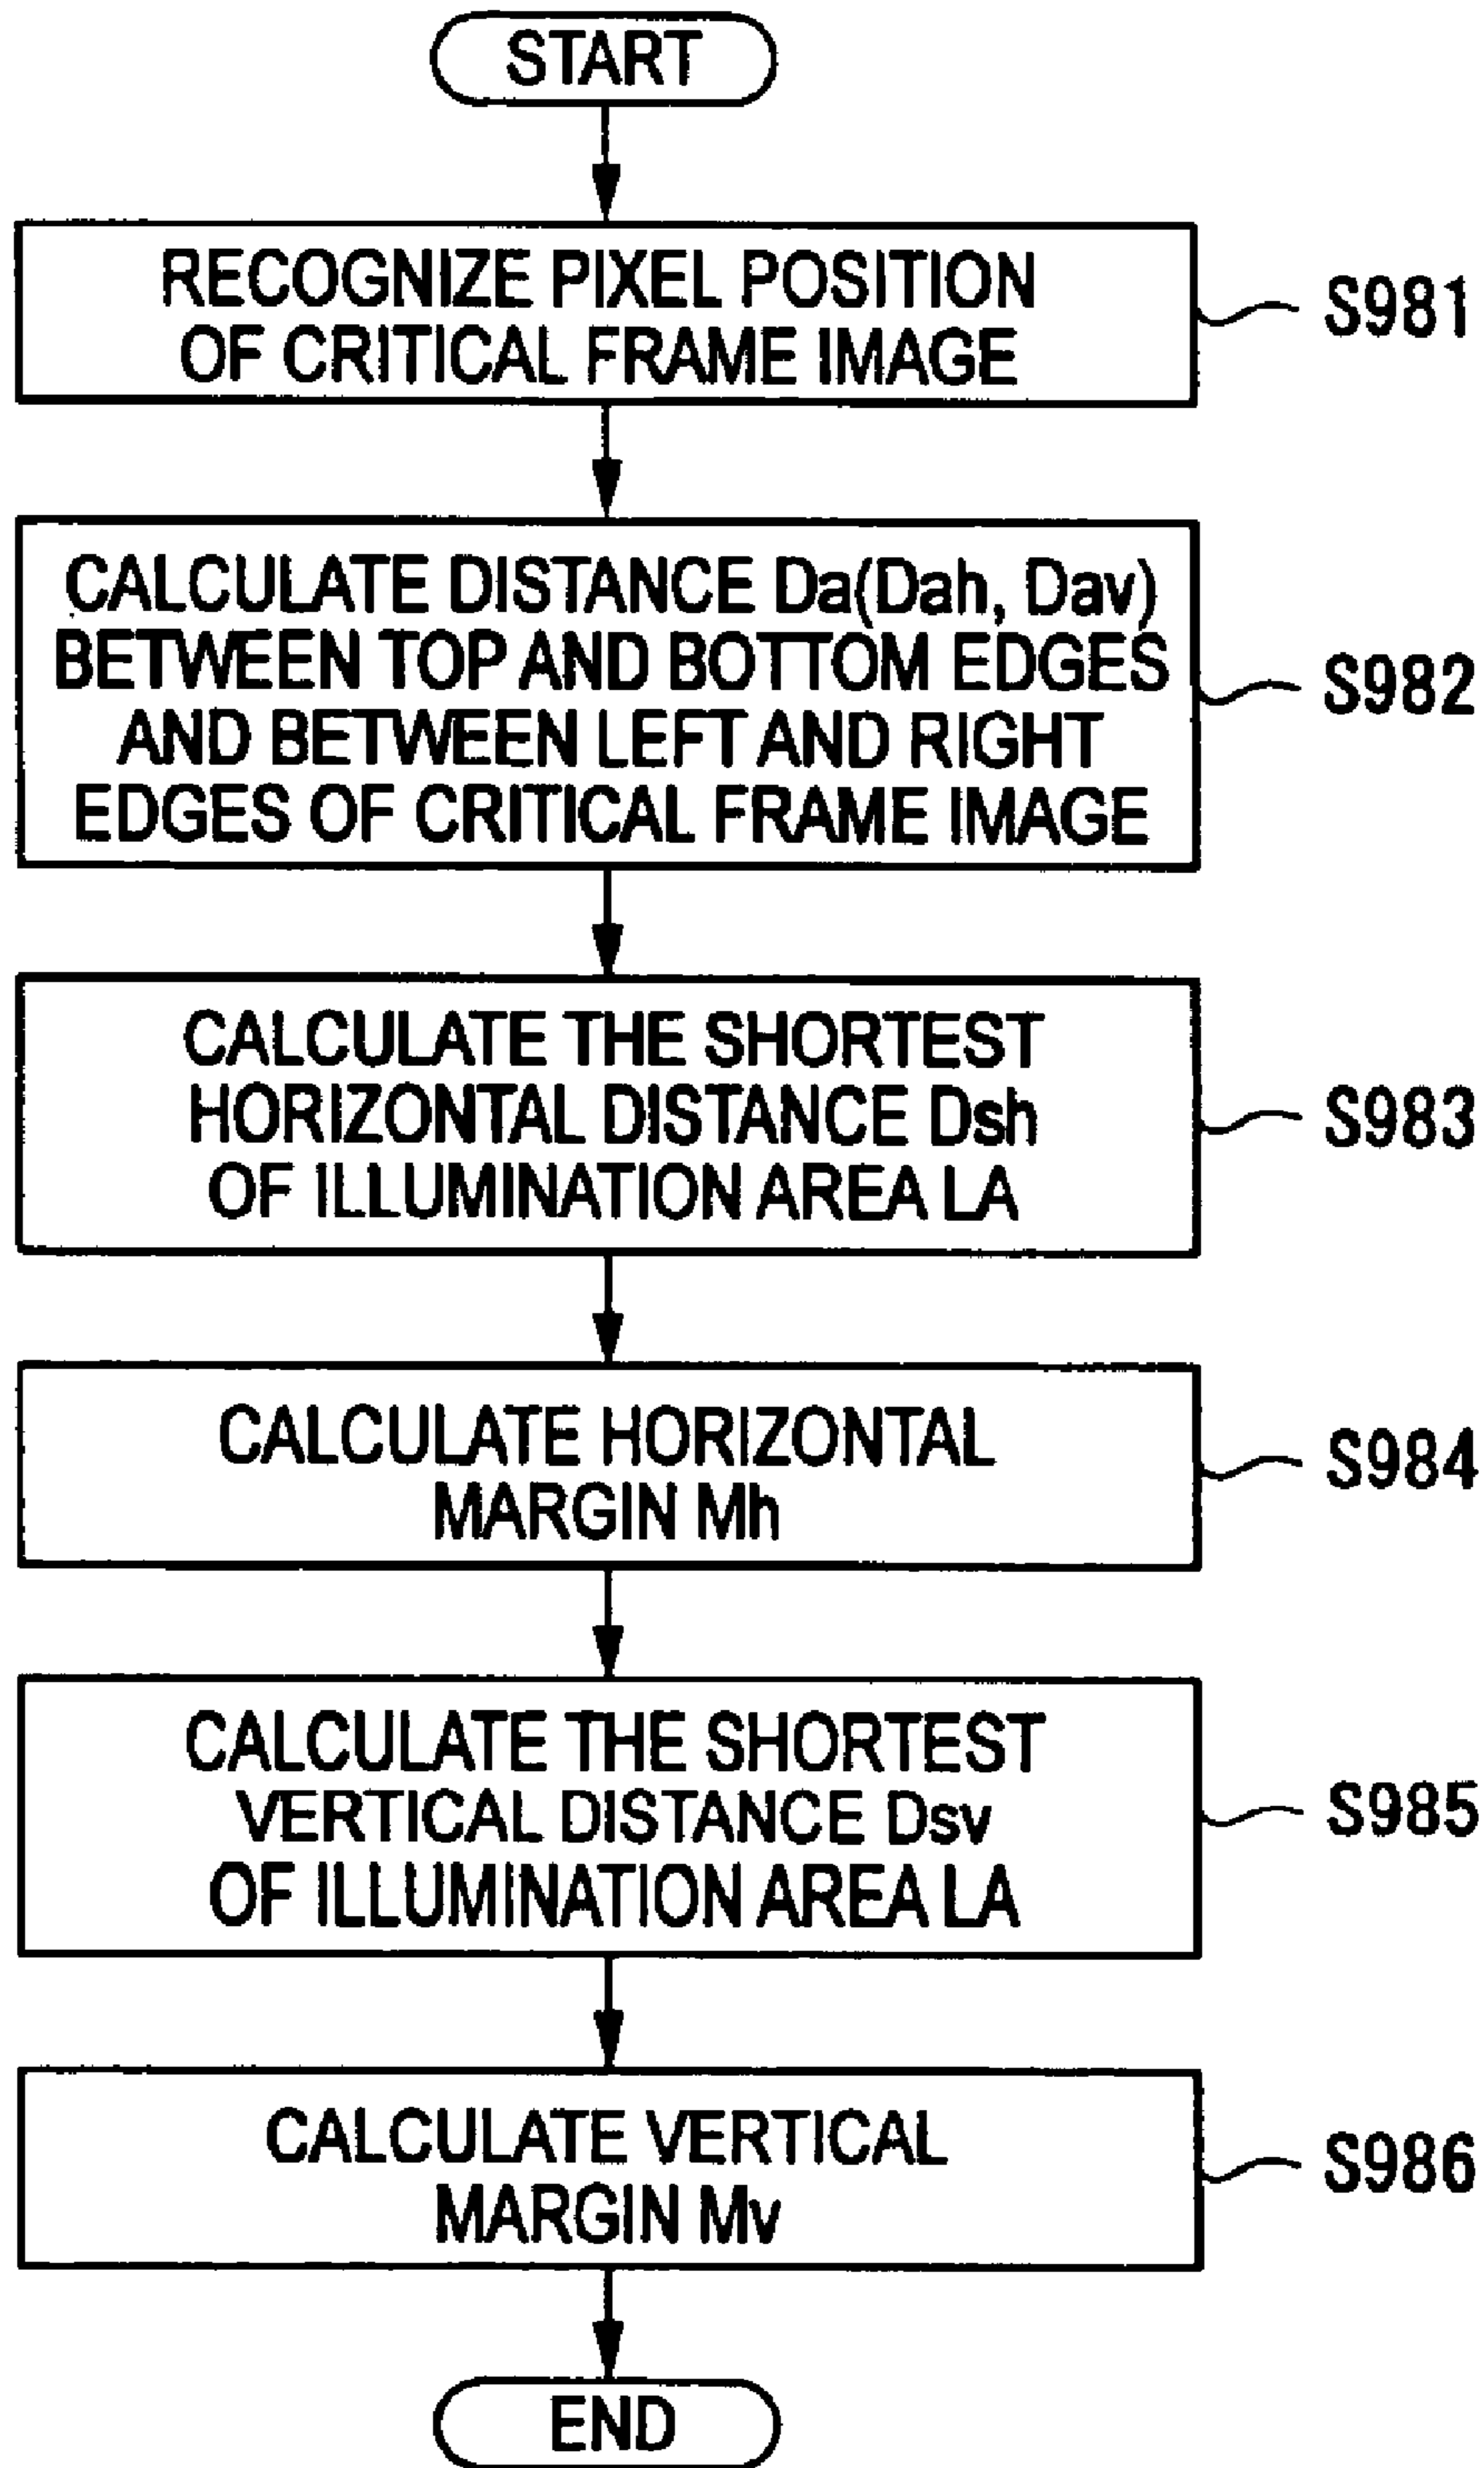 START
RECOGNIZE PIXEL POSITION
OF CRITICAL FRAME IMAGE
S981
CALCULATE DISTANCE Da(Dah, Dav)
BETWEEN TOP AND BOTTOM EDGES
AND BETWEEN LEFT AND RIGHT
EDGES OF CRITICAL FRAME IMAGE
S982
CALCULATE THE SHORTEST
HORIZONTAL DISTANCE Dsh
OF ILLUMINATION AREA LA
S983
CALCULATE HORIZONTAL
MARGIN Mh
S984
CALCULATE THE SHORTEST
VERTICAL DISTANCE Dsv
OF ILLUMINATION AREA LA
S985
CALCULATE VERTICAL
MARGIN Mv
S986
END